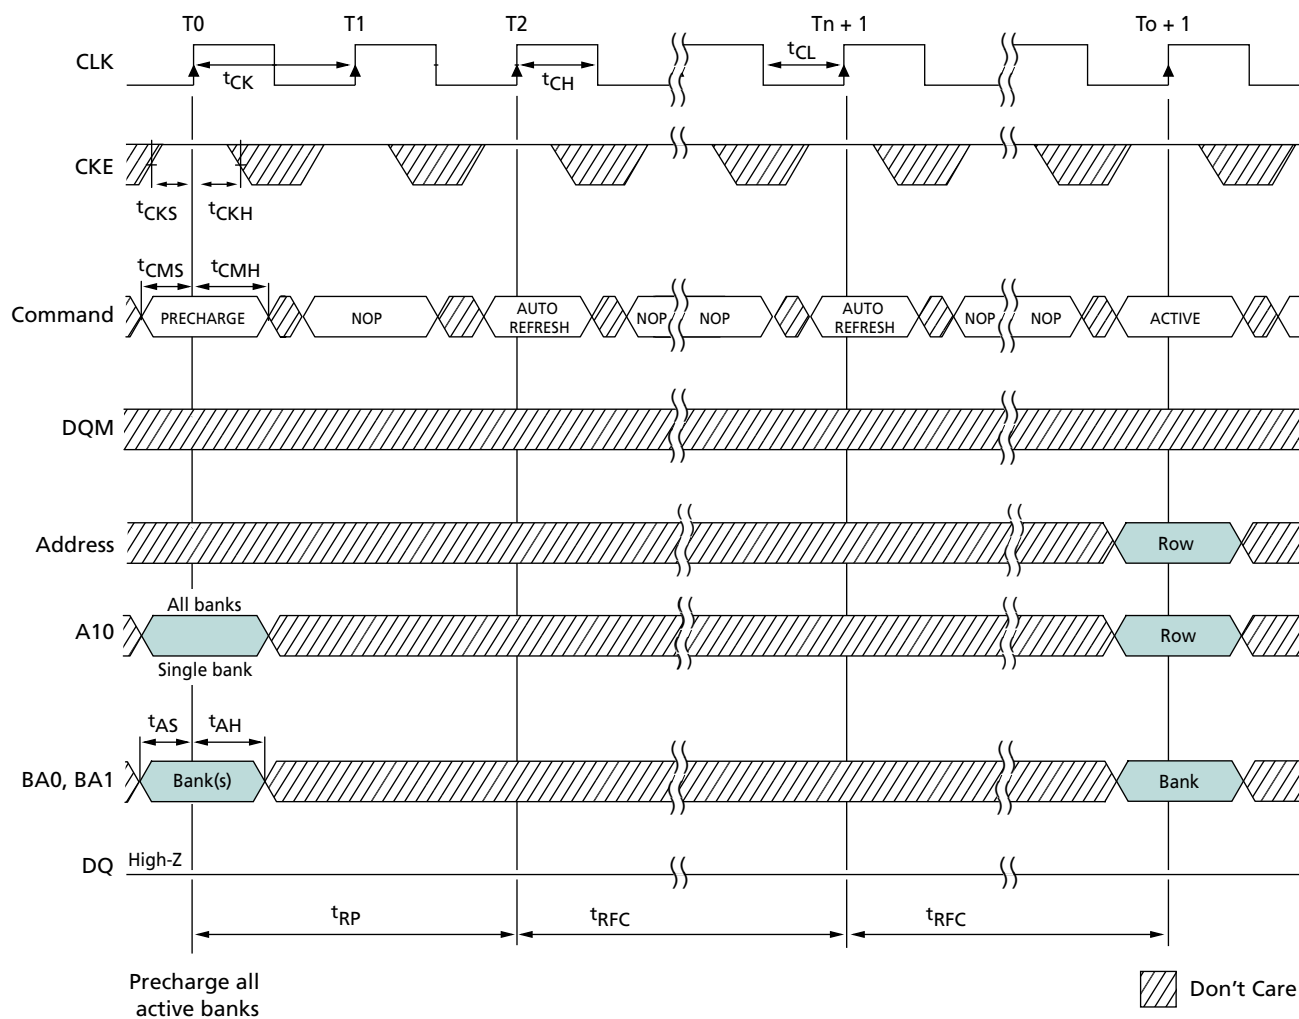 T0 T1 T2 Tn + 1 To + 1
CLK
tCK tCH tCL
CKE
tCKS tCKH
tCMS tCMH
Command PRECHARGE NOP AUTO REFRESH NOP NOP AUTO REFRESH NOP NOP ACTIVE
DQM
Address Row
All banks
A10 Row
Single bank
tAS tAH
BA0, BA1 Bank(s) Bank
DQ High-Z
tRP tRFC tRFC
Precharge all
active banks
Don't Care